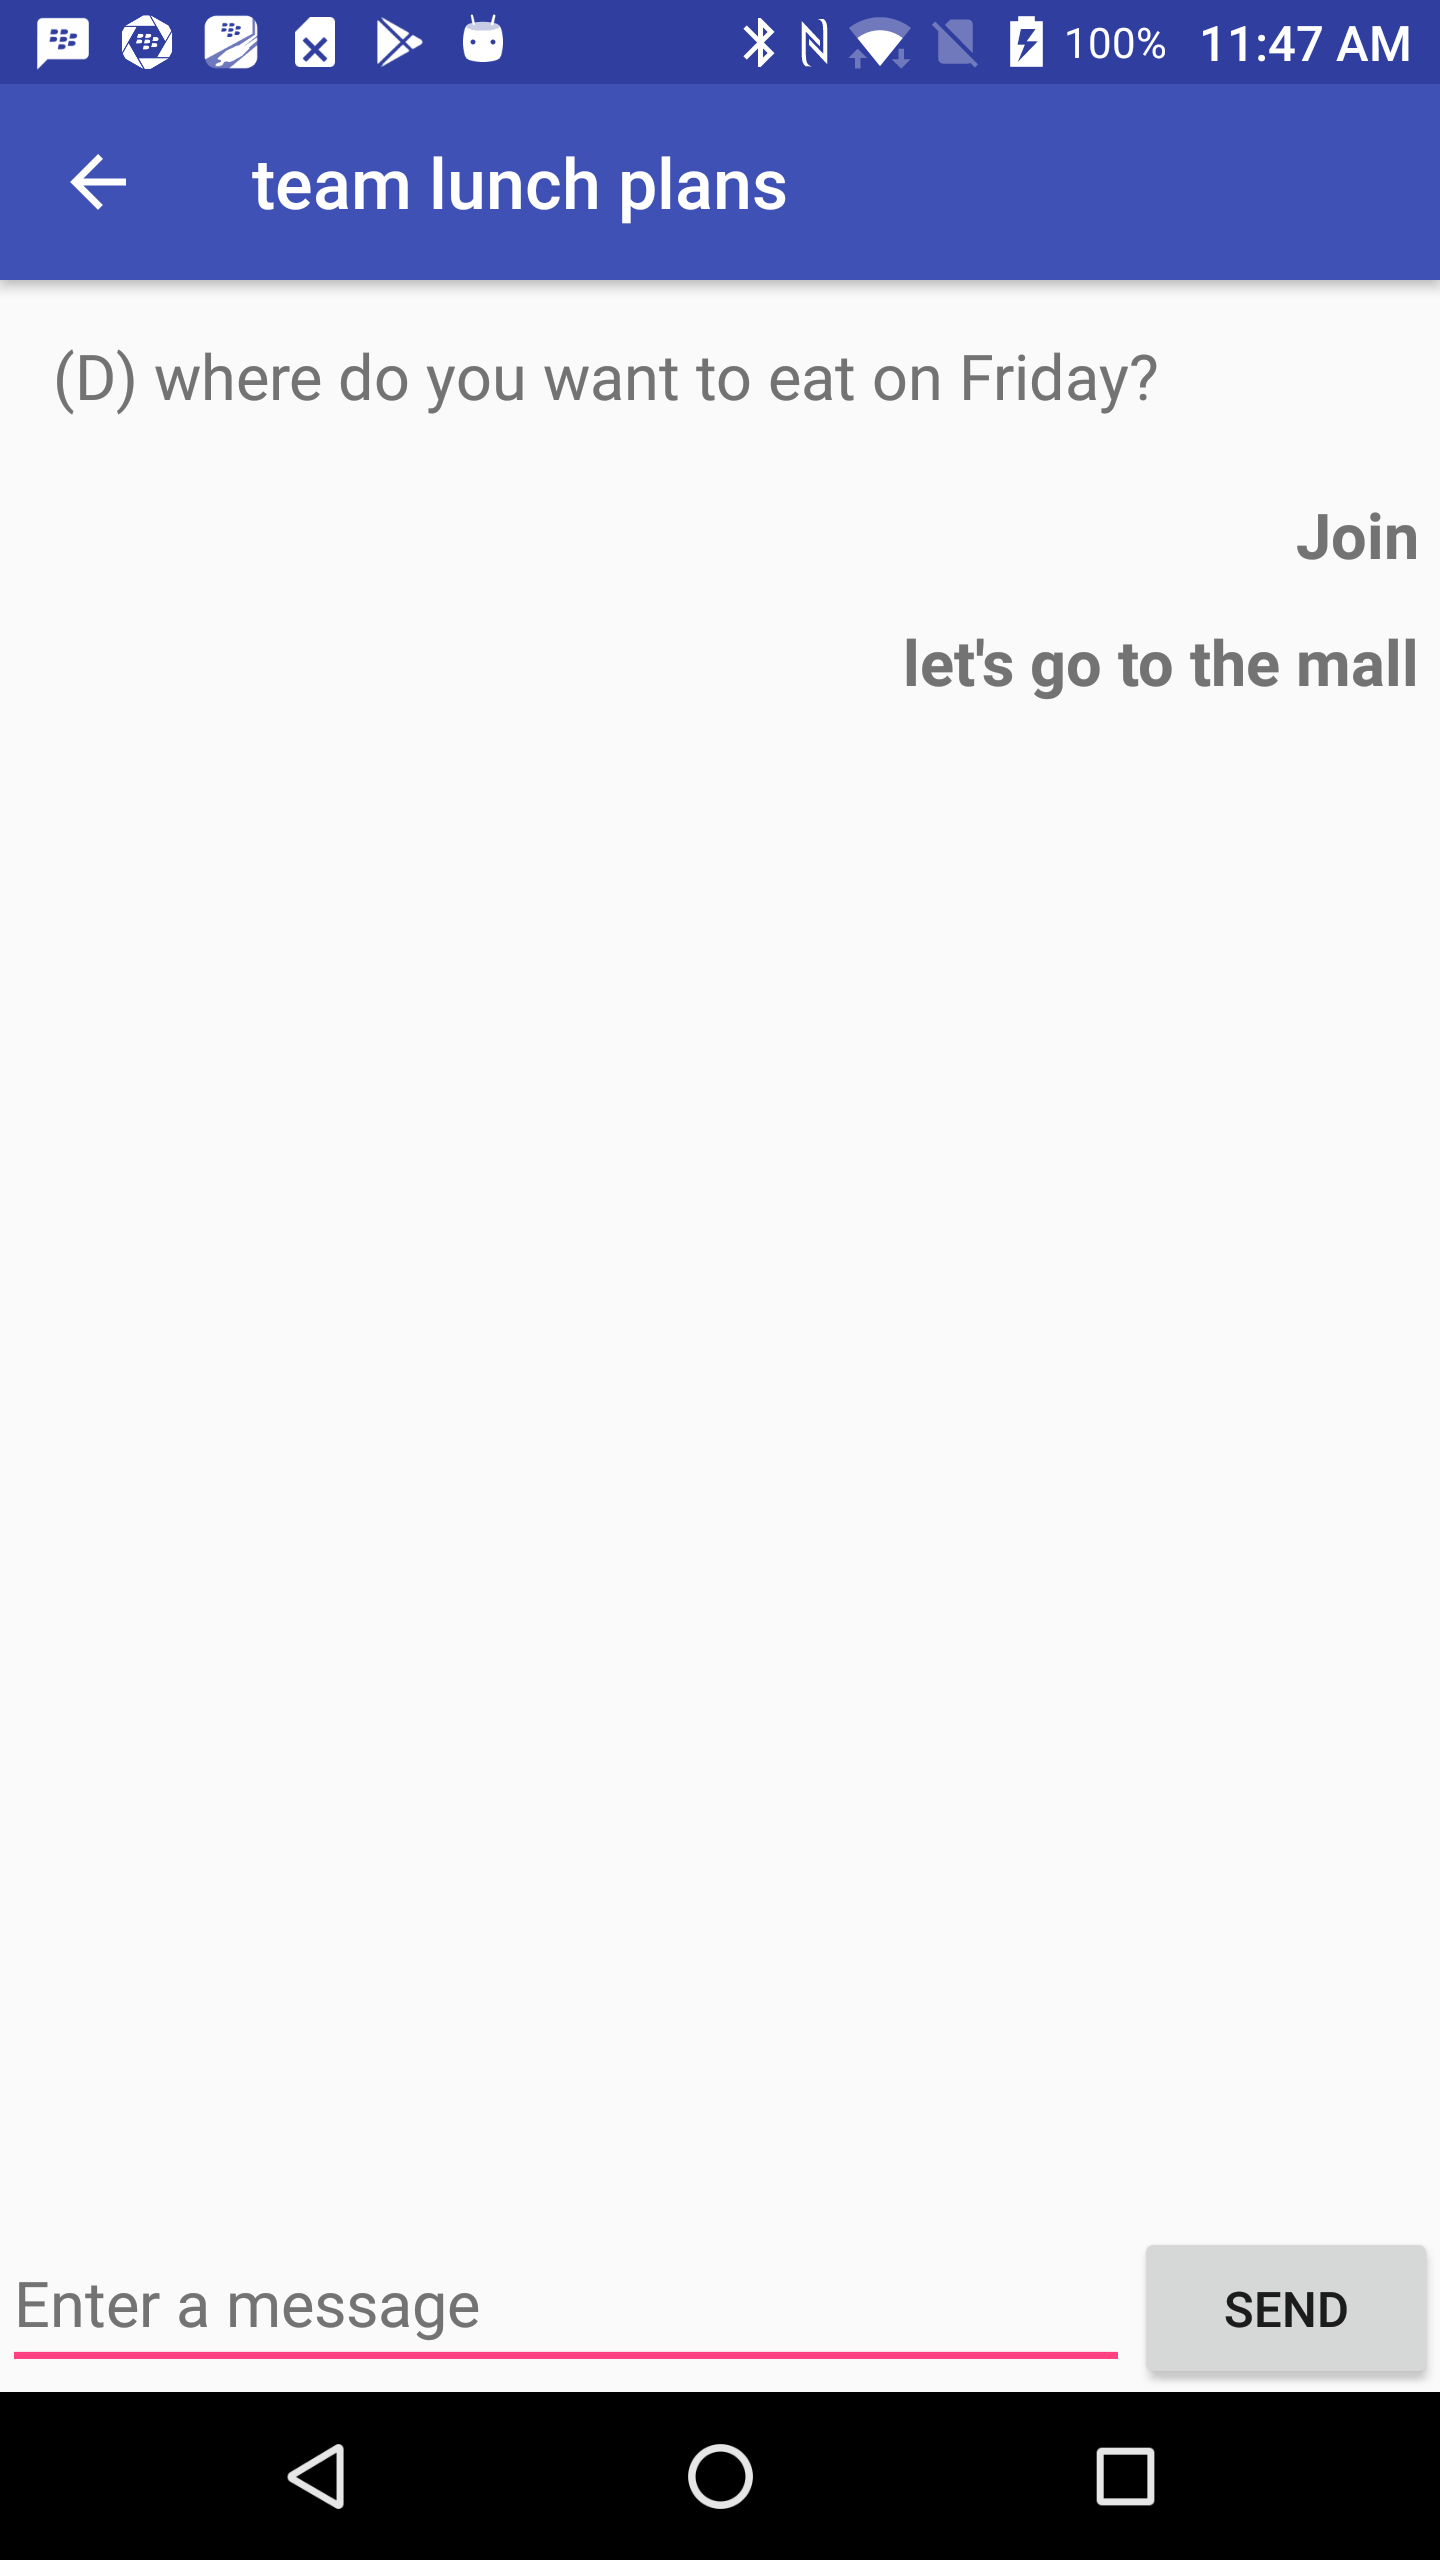 100% 11:47 AM
team lunch plans
(D) where do you want to eat on Friday?
Join
let's go to the mall
Enter a message
SEND